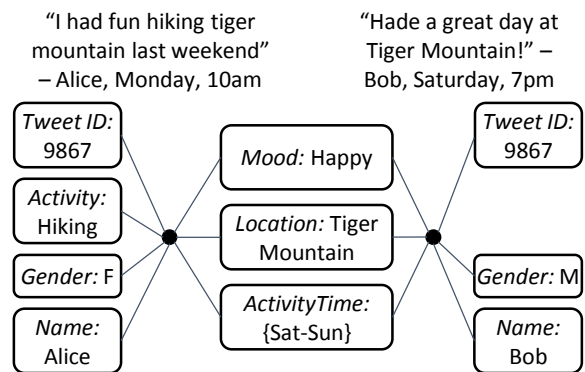 “I had fun hiking tiger
mountain last weekend”
– Alice, Monday, 10am
“Hade a great day at
Tiger Mountain!” –
Bob, Saturday, 7pm
Tweet ID:
9867
Activity:
Hiking
Gender: F
Name:
Alice
Mood: Happy
Location: Tiger
Mountain
ActivityTime:
{Sat-Sun}
Tweet ID:
9867
Gender: M
Name:
Bob